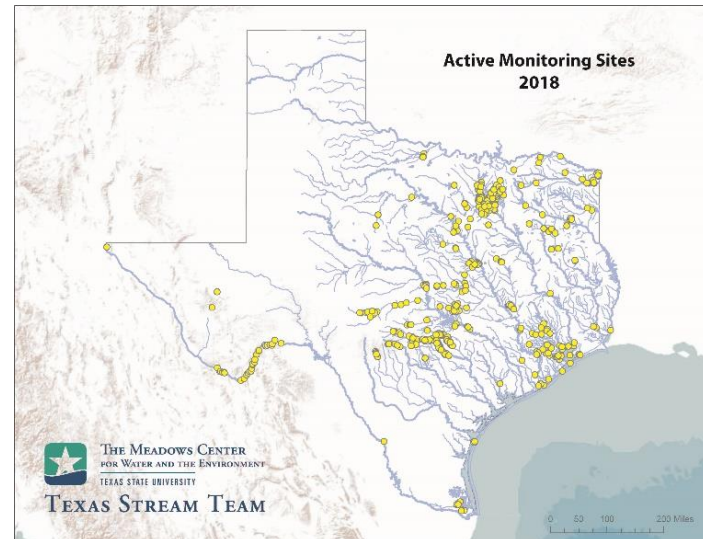 Active Monitoring Sites
2018
THE MEADOWS CENTER
FOR WATER AND THE ENVIRONMENT
TEXAS STATE UNIVERSITY
TEXAS STREAM TEAM
0 50 100 200 Miles